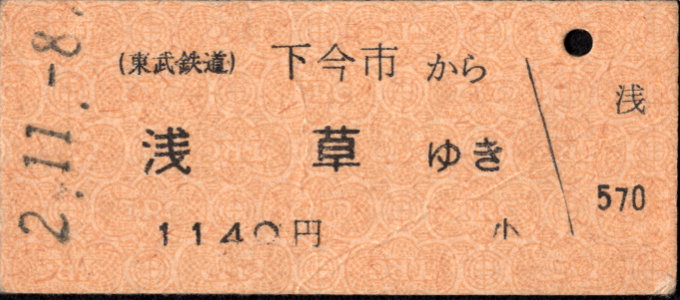 2.11.-8
(東武鉄道) 下今市 から
浅草 ゆき
1140円 小
浅
570